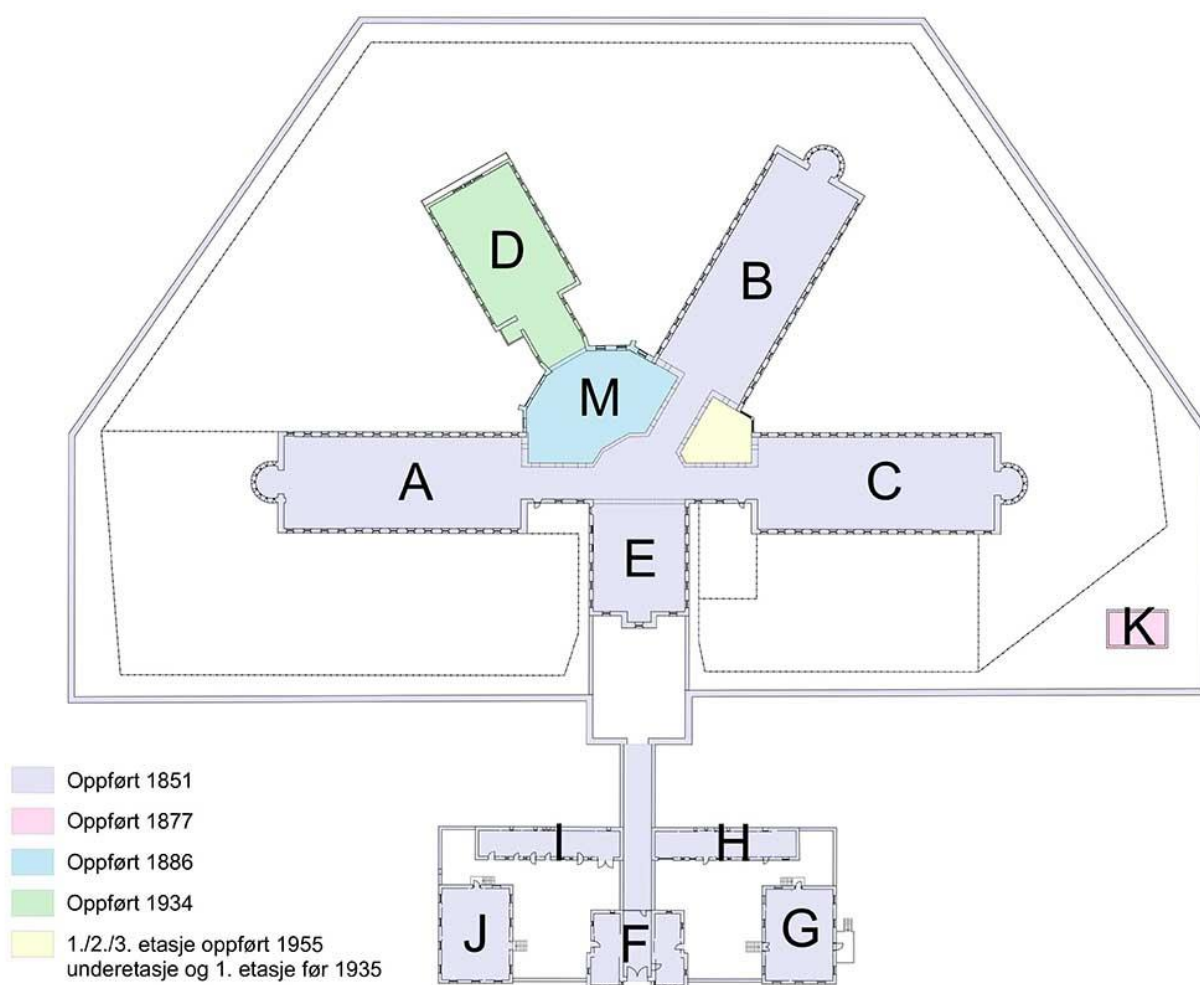 D
B
M
A
C
E
K
Oppført 1851
Oppført 1877
Oppført 1886
Oppført 1934
1./2./3. etasje oppført 1955
underetasje og 1. etasje før 1935
I
H
J
F
G